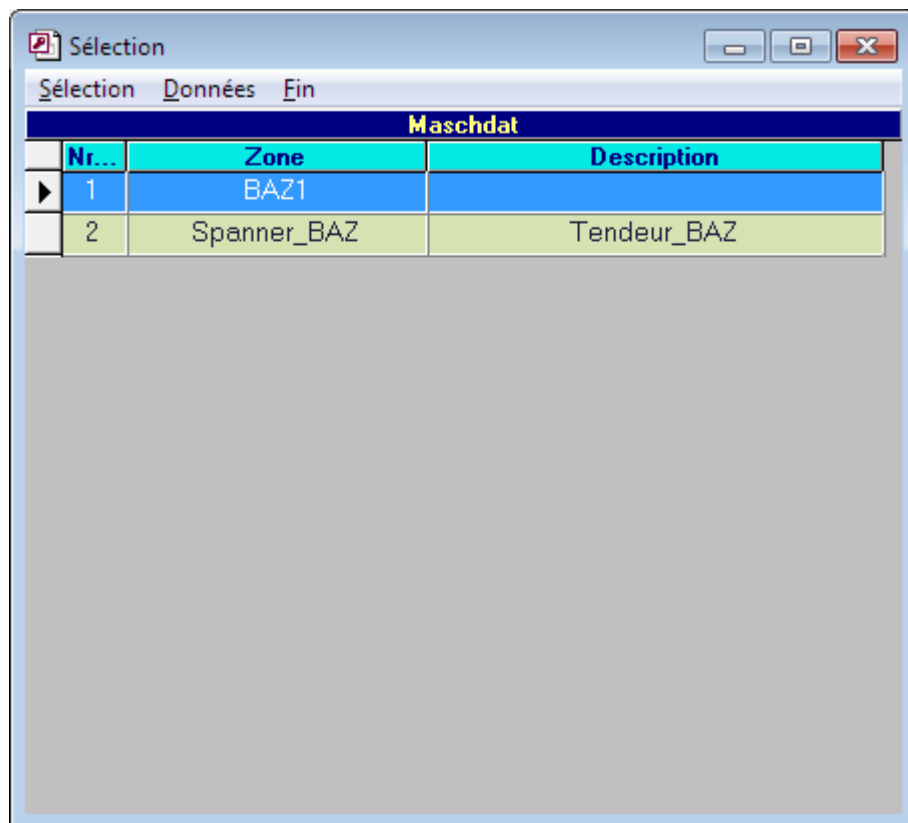 Sélection
Sélection Données Fin
Maschdat
Nr... Zone Description
1 BAZ1
2 Spanner_BAZ Tendeur_BAZ